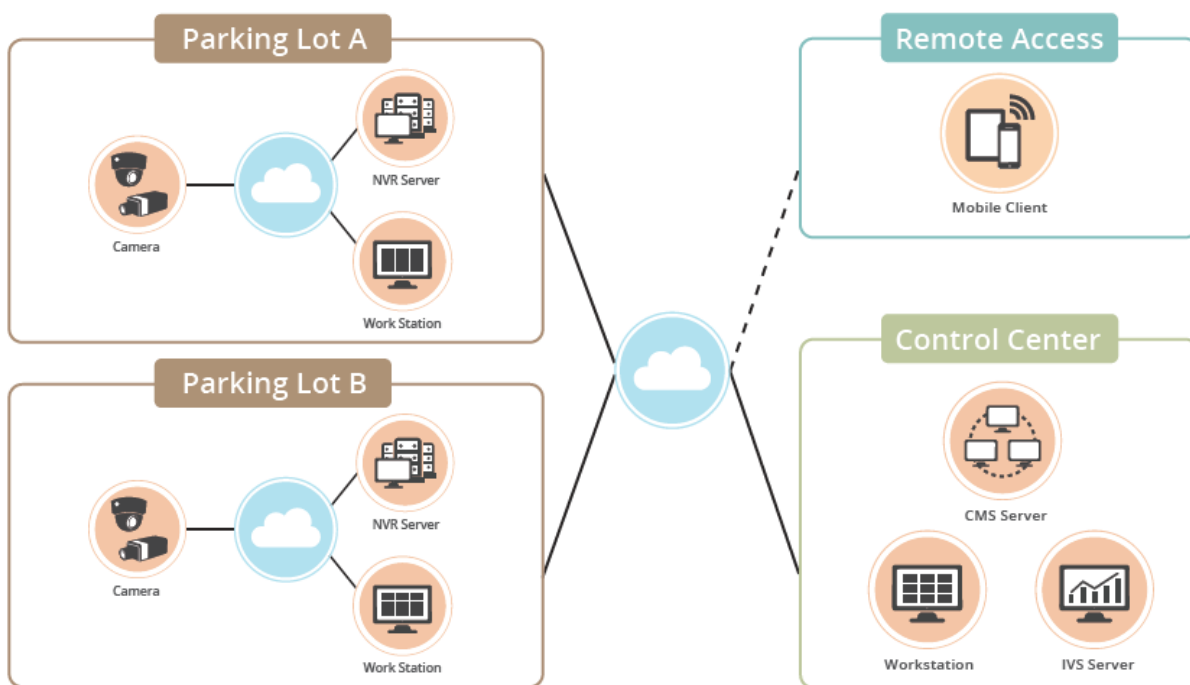 Parking Lot A
NVR Server
Camera
Work Station
Parking Lot B
NVR Server
Camera
Work Station
Remote Access
Mobile Client
Control Center
CMS Server
Workstation
IVS Server